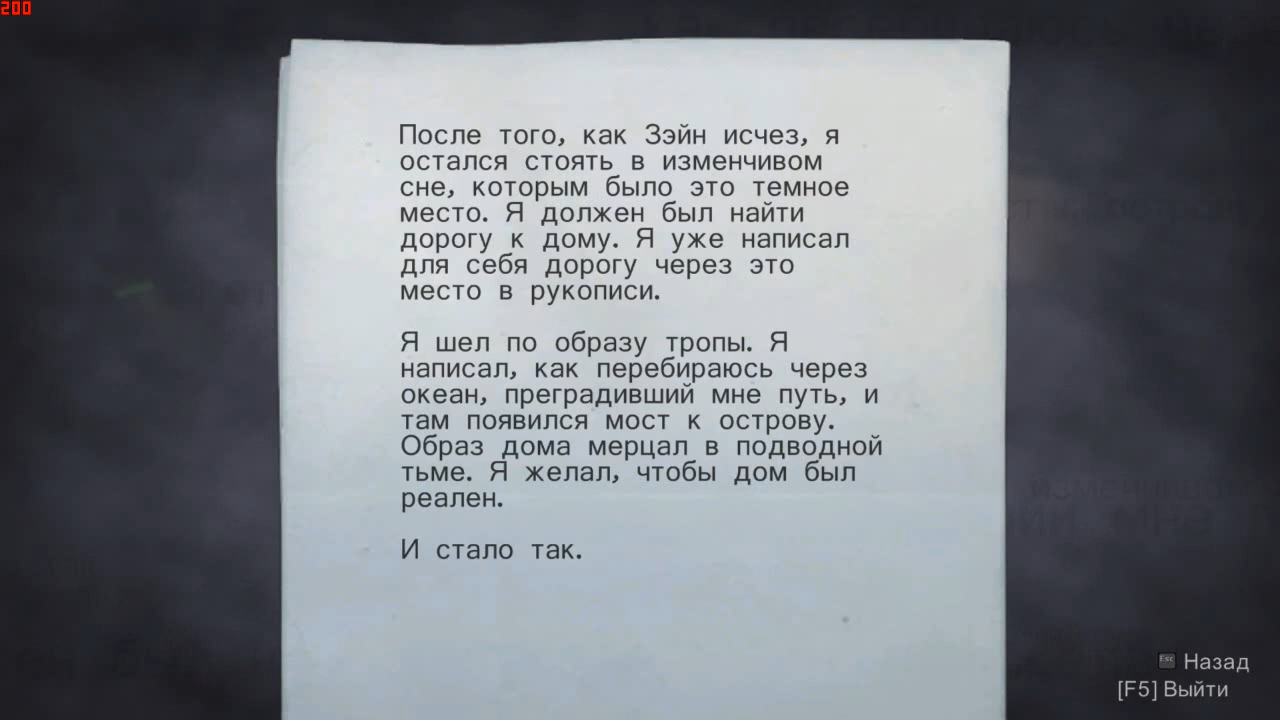 200
После того, как Зэйн исчез, я
остался стоять в изменчивом
сне, которым было это темное
место. Я должен был найти
дорогу к дому. Я уже написал
для себя дорогу через это
место в рукописи.
Я шел по образу тропы. Я
написал, как перебираюсь через
океан, преградивший мне путь, и
там появился мост к острову.
Образ дома мерцал в подводной
тьме. Я желал, чтобы дом был
реален.
И стало так.
Esc Назад
[F5] Выйти